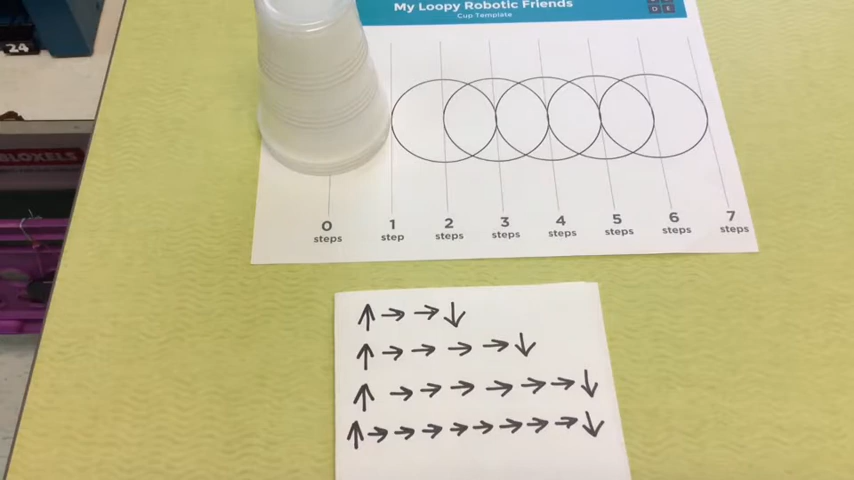 My Loopy Robotic Friends
Cup Template
D E
24
BLOXELS
0 1 2 3 4 5 6 7
steps step steps steps steps steps steps steps
↑ → → ↓
↑ → → → → ↓
↑ → → → → → → ↓
↑ → → → → → → → → ↓